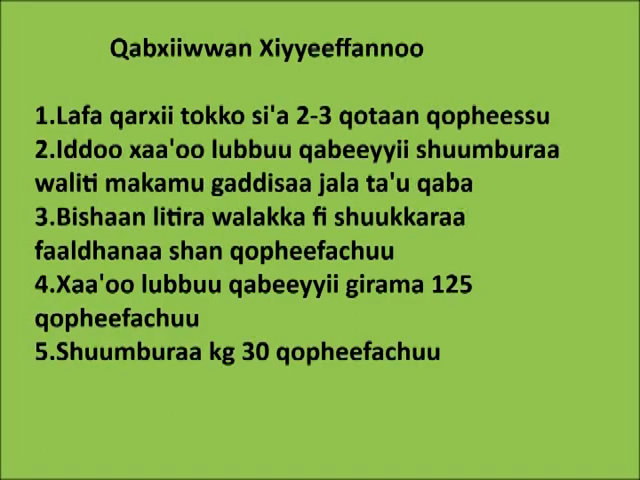 Qabxiiwwan Xiyyeeffannoo
1.Lafa qarxii tokko si'a 2-3 qotaan qopheessu
2.Iddoo xaa'oo lubbuu qabeeyyii shuumburaa
waliti makamu gaddisaa jala ta'u qaba
3.Bishaan litira walakka fi shuukkaraa
faaldhanaa shan qopheefachuu
4.Xaa'oo lubbuu qabeeyyii girama 125
qopheefachuu
5.Shuumburaa kg 30 qopheefachuu